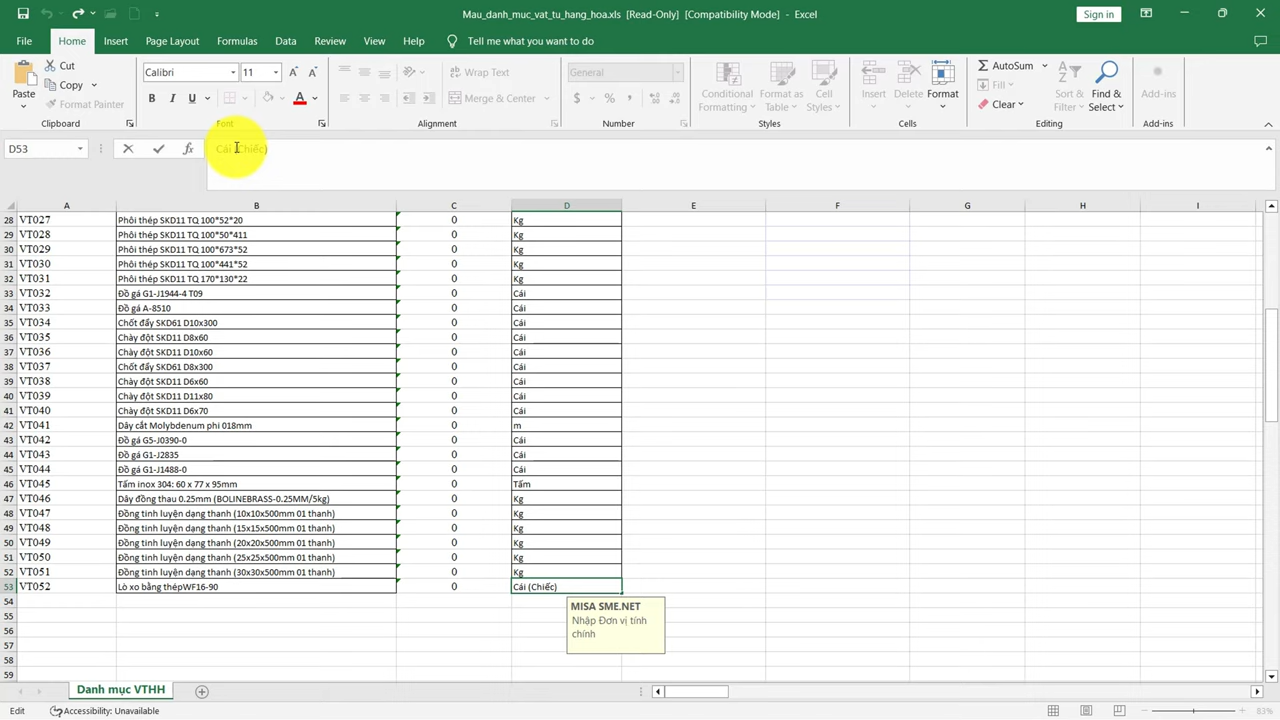 Mau_danh_muc_vat_tu_hang_hoa.xls [Read-Only] [Compatibility Mode] - Excel
Sign in
File Home Insert Page Layout Formulas Data Review View Help Tell me what you want to do
Paste
Cut
Copy
Format Painter
Clipboard
Calibri 11
B I U
Font
Wrap Text
Merge & Center
Alignment
General
$ % ,
Number
Conditional Formatting
Format as Table
Cell Styles
Styles
Insert
Delete
Format
Cells
AutoSum
Fill
Clear
Sort & Filter
Find & Select
Editing
Add-ins
Add-ins
D53 fx Cái (Chiếc)
A B C D E F G H I
28 VT027 Phôi thép SKD11 TQ 100*52*20 0 Kg
29 VT028 Phôi thép SKD11 TQ 100*50*411 0 Kg
30 VT029 Phôi thép SKD11 TQ 100*673*52 0 Kg
31 VT030 Phôi thép SKD11 TQ 100*441*52 0 Kg
32 VT031 Phôi thép SKD11 TQ 170*130*22 0 Kg
33 VT032 Đồ gá G1-J1944-4 T09 0 Cái
34 VT033 Đồ gá A-8510 0 Cái
35 VT034 Chốt đẩy SKD61 D10x300 0 Cái
36 VT035 Chày đột SKD11 D8x60 0 Cái
37 VT036 Chày đột SKD11 D10x60 0 Cái
38 VT037 Chốt đẩy SKD61 D8x300 0 Cái
39 VT038 Chày đột SKD11 D6x60 0 Cái
40 VT039 Chày đột SKD11 D11x80 0 Cái
41 VT040 Chày đột SKD11 D6x70 0 Cái
42 VT041 Dây cắt Molybdenum phi 018mm 0 m
43 VT042 Đồ gá G5-J0390-0 0 Cái
44 VT043 Đồ gá G1-J2835 0 Cái
45 VT044 Đồ gá G1-J1488-0 0 Cái
46 VT045 Tấm inox 304: 60 x 77 x 95mm 0 Tấm
47 VT046 Dây đồng thau 0.25mm (BOLINEBRASS-0.25MM/5kg) 0 Kg
48 VT047 Đồng tinh luyện dạng thanh (10x10x500mm 01 thanh) 0 Kg
49 VT048 Đồng tinh luyện dạng thanh (15x15x500mm 01 thanh) 0 Kg
50 VT049 Đồng tinh luyện dạng thanh (20x20x500mm 01 thanh) 0 Kg
51 VT050 Đồng tinh luyện dạng thanh (25x25x500mm 01 thanh) 0 Kg
52 VT051 Đồng tinh luyện dạng thanh (30x30x500mm 01 thanh) 0 Kg
53 VT052 Lò xo bằng thépWF16-90 0 Cái (Chiếc)
54
MISA SME.NET
55
Nhập Đơn vị tính
56
chính
57
58
59
Danh mục VTHH
Edit Accessibility: Unavailable 83%